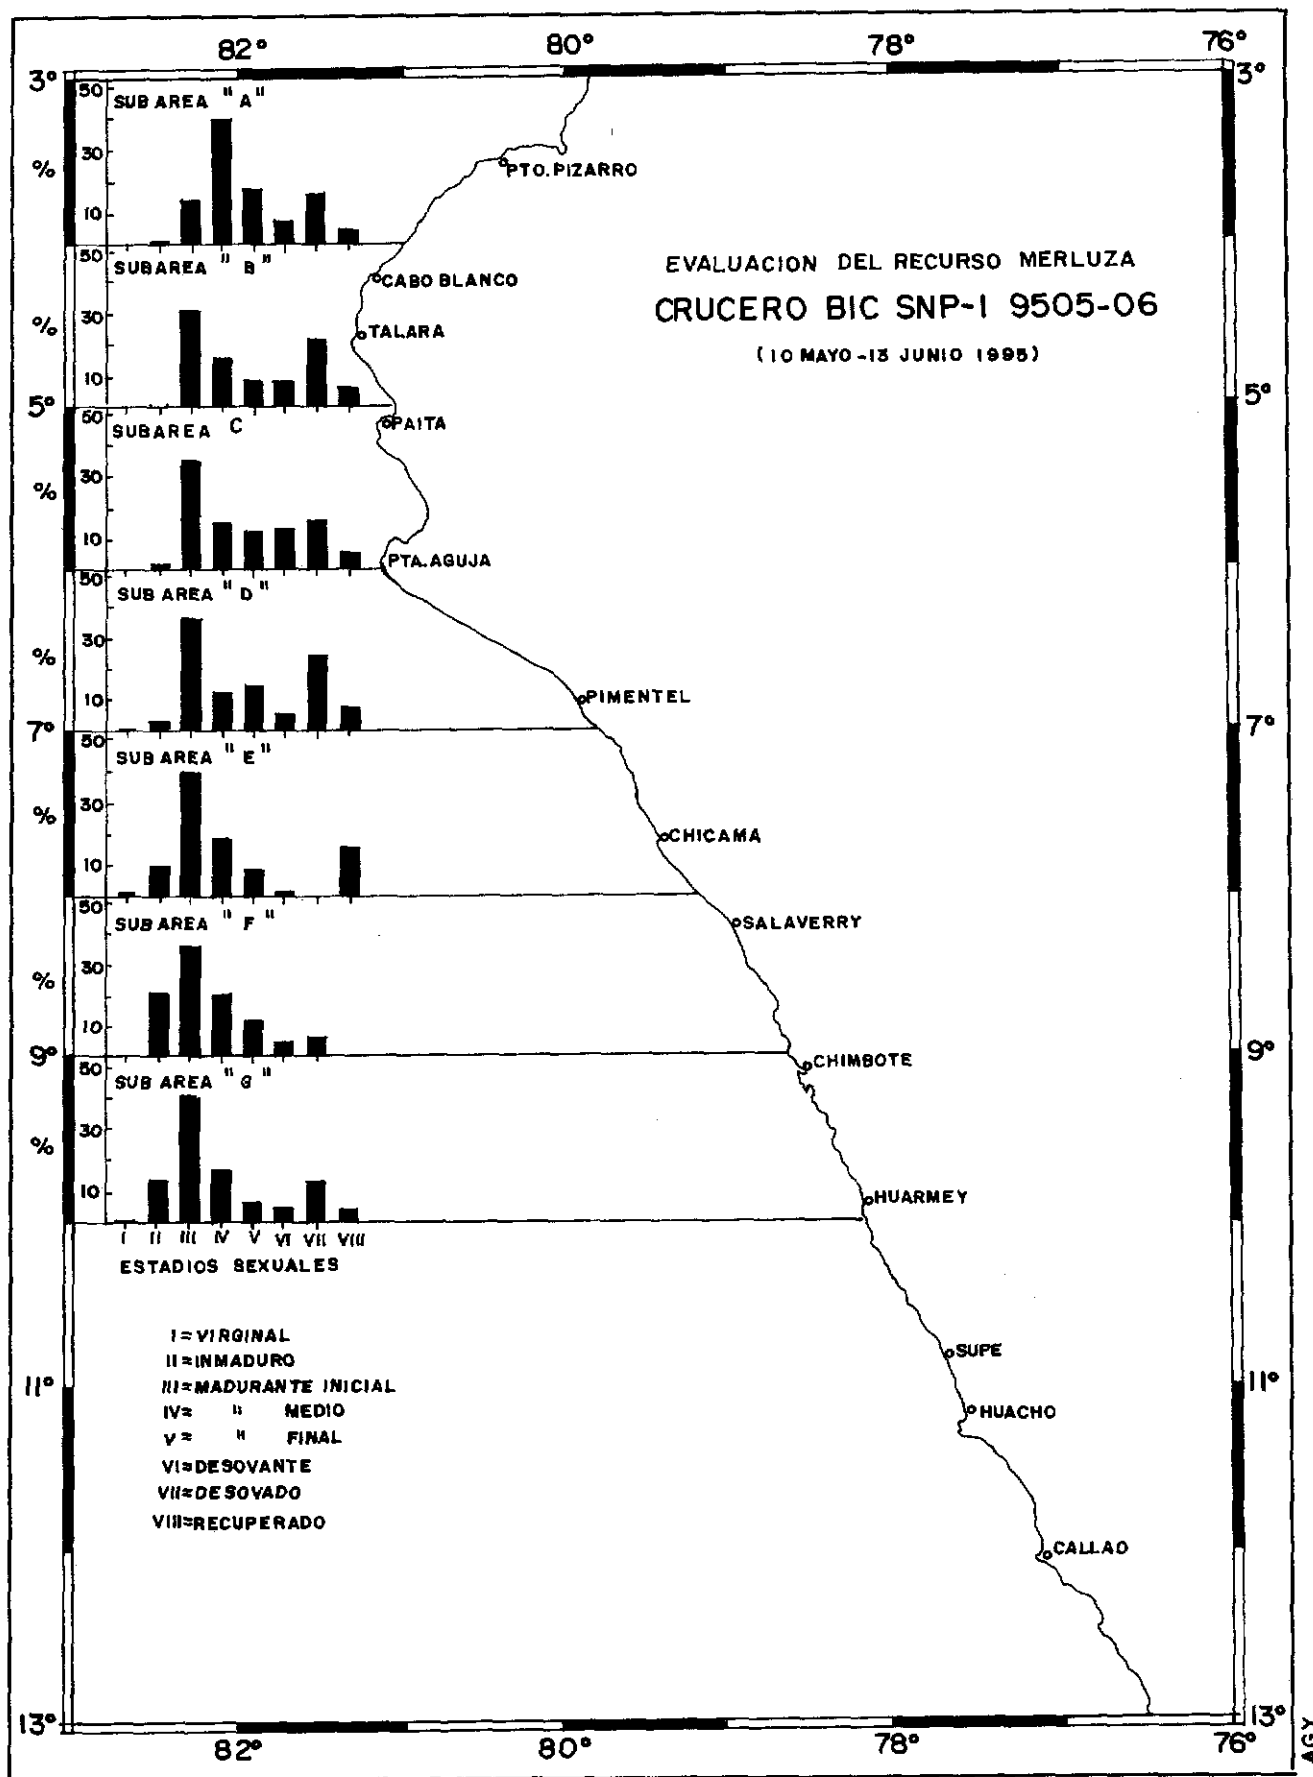 82° 80° 78° 76°
3° 3°
50
SUB AREA "A"
% 30
10
PTO. PIZARRO
50
SUBAREA "B"
% 30
10
CABO BLANCO
TALARA
EVALUACION DEL RECURSO MERLUZA
CRUCERO BIC SNP-I 9505-06
(10 MAYO-13 JUNIO 1995)
5° 5°
50
SUBAREA C
% 30
10
PAITA
PTA. AGUJA
50
SUB AREA "D"
% 30
10
PIMENTEL
7° 7°
50
SUB AREA "E"
% 30
10
CHICAMA
50
SUB AREA "F"
% 30
10
SALAVERRY
9° 9°
50
SUB AREA "G"
% 30
10
CHIMBOTE
HUARMEY
I II III IV V VI VII VIII
ESTADIOS SEXUALES
I = VIRGINAL
II = INMADURO
III = MADURANTE INICIAL
IV = " MEDIO
V = " FINAL
VI = DESOVANTE
VII = DESOVADO
VIII = RECUPERADO
SUPE
11° 11°
HUACHO
CALLAO
13° 13°
82° 80° 78° 76°
AGY